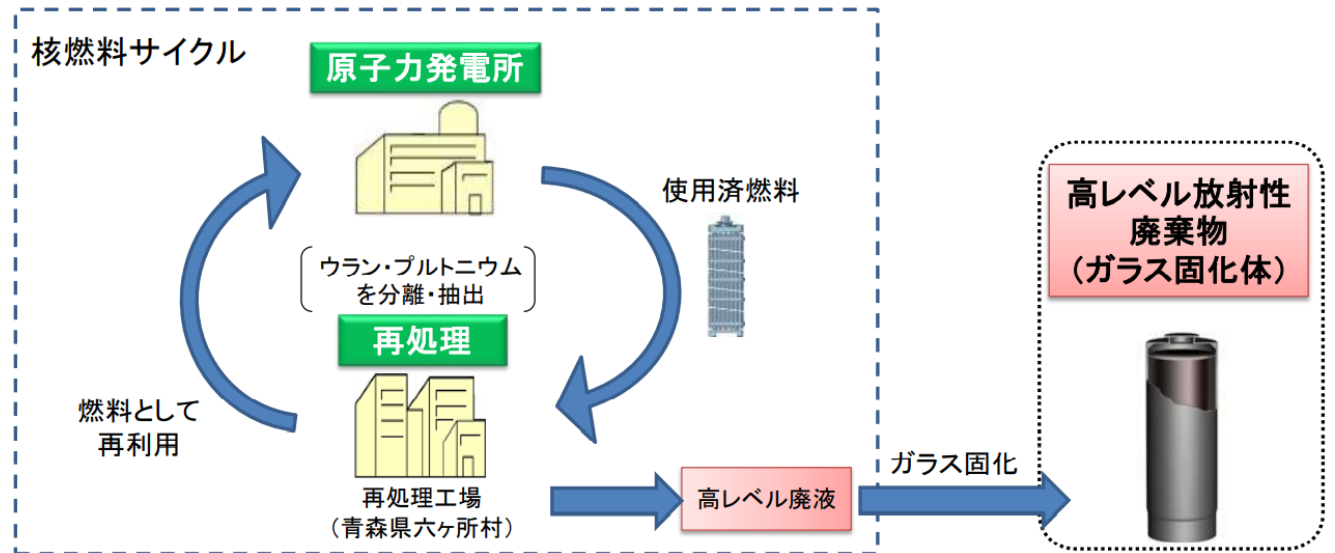 核燃料サイクル
原子力発電所
使用済燃料
ウラン・プルトニウム
を分離・抽出
再処理
燃料として
再利用
再処理工場
（青森県六ヶ所村）
高レベル廃液
ガラス固化
高レベル放射性
廃棄物
（ガラス固化体）